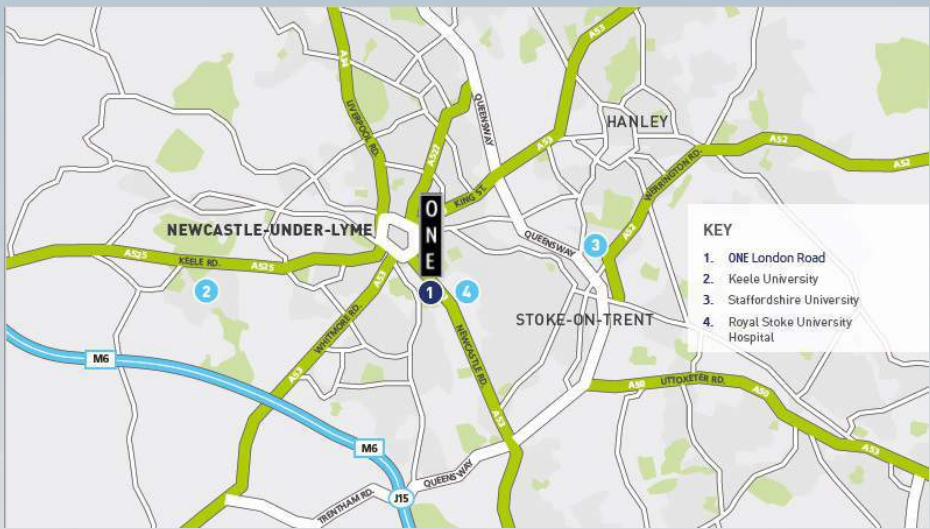 A53
A34
LIVERPOOL RD.
QUEENSWAY
A527
HANLEY
A53
KING ST.
WERRINGTON RD.
A52
A52
O
N
E
NEWCASTLE-UNDER-LYME
QUEENSWAY
3
A52
A525
KEELE RD.
A525
2
A53
1
4
WHITMORE RD.
STOKE-ON-TRENT
NEWCASTLE RD.
M6
A53
A50
UTTOXETER RD.
A50
A53
A53
M6
QUEENSWAY
TRENTHAM RD.
J15
KEY
1. ONE London Road
2. Keele University
3. Staffordshire University
4. Royal Stoke University
Hospital